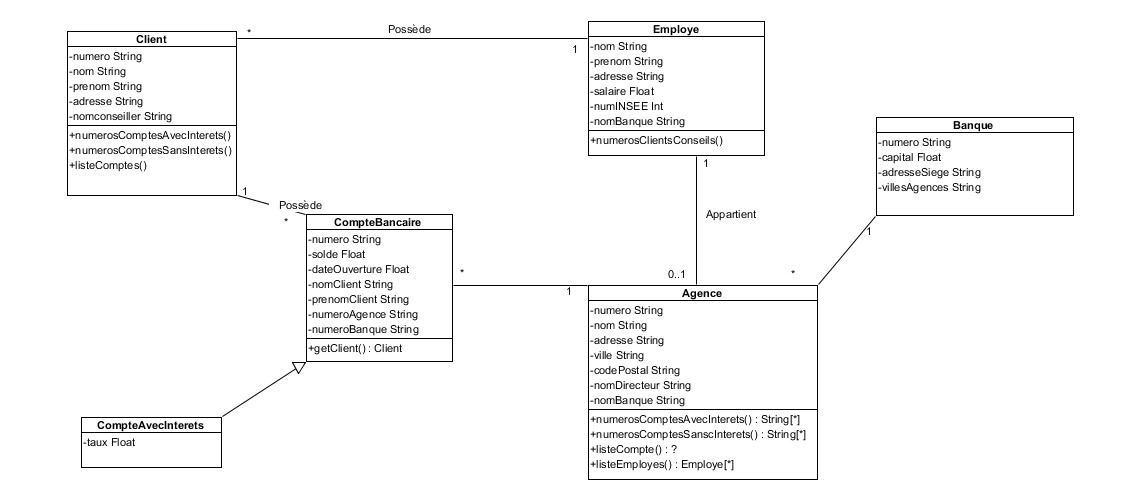 Client
-numero String
-nom String
-prenom String
-adresse String
-nomconseiller String
+numerosComptesAvecInterets()
+numerosComptesSansInterets()
+listeComptes()
*
Possède
1
Employe
-nom String
-prenom String
-adresse String
-salaire Float
-numINSEE Int
-nomBanque String
+numerosClientsConseils()
Banque
-numero String
-capital Float
-adresseSiege String
-villesAgences String
1
Possède
*
CompteBancaire
-numero String
-solde Float
-dateOuverture Float
-nomClient String
-prenomClient String
-numeroAgence String
-numeroBanque String
+getClient() : Client
1
Appartient
0..1
*
1
*
1
Agence
-numero String
-nom String
-adresse String
-ville String
-codePostal String
-nomDirecteur String
-nomBanque String
+numerosComptesAvecInterets() : String[*]
+numerosComptesSanscInterets() : String[*]
+listeCompte() : ?
+listeEmployes() : Employe[*]
CompteAvecInterets
-taux Float